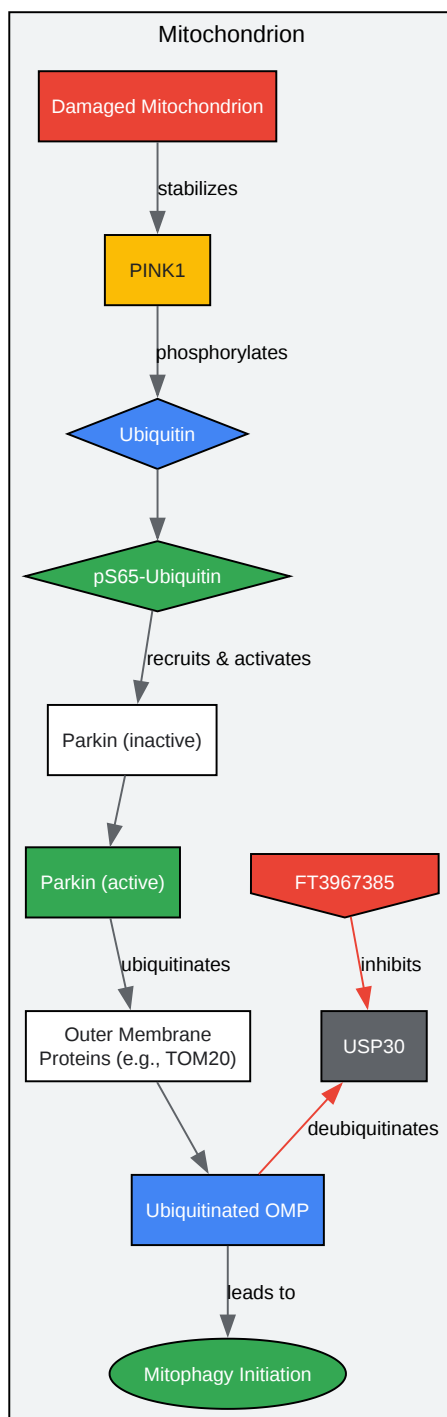 Mitochondrion
Damaged Mitochondrion
stabilizes
PINK1
phosphorylates
Ubiquitin
pS65-Ubiquitin
recruits & activates
Parkin (inactive)
Parkin (active)
FT3967385
ubiquitinates
inhibits
Outer Membrane
Proteins (e.g., TOM20)
USP30
deubiquitinates
Ubiquitinated OMP
leads to
Mitophagy Initiation